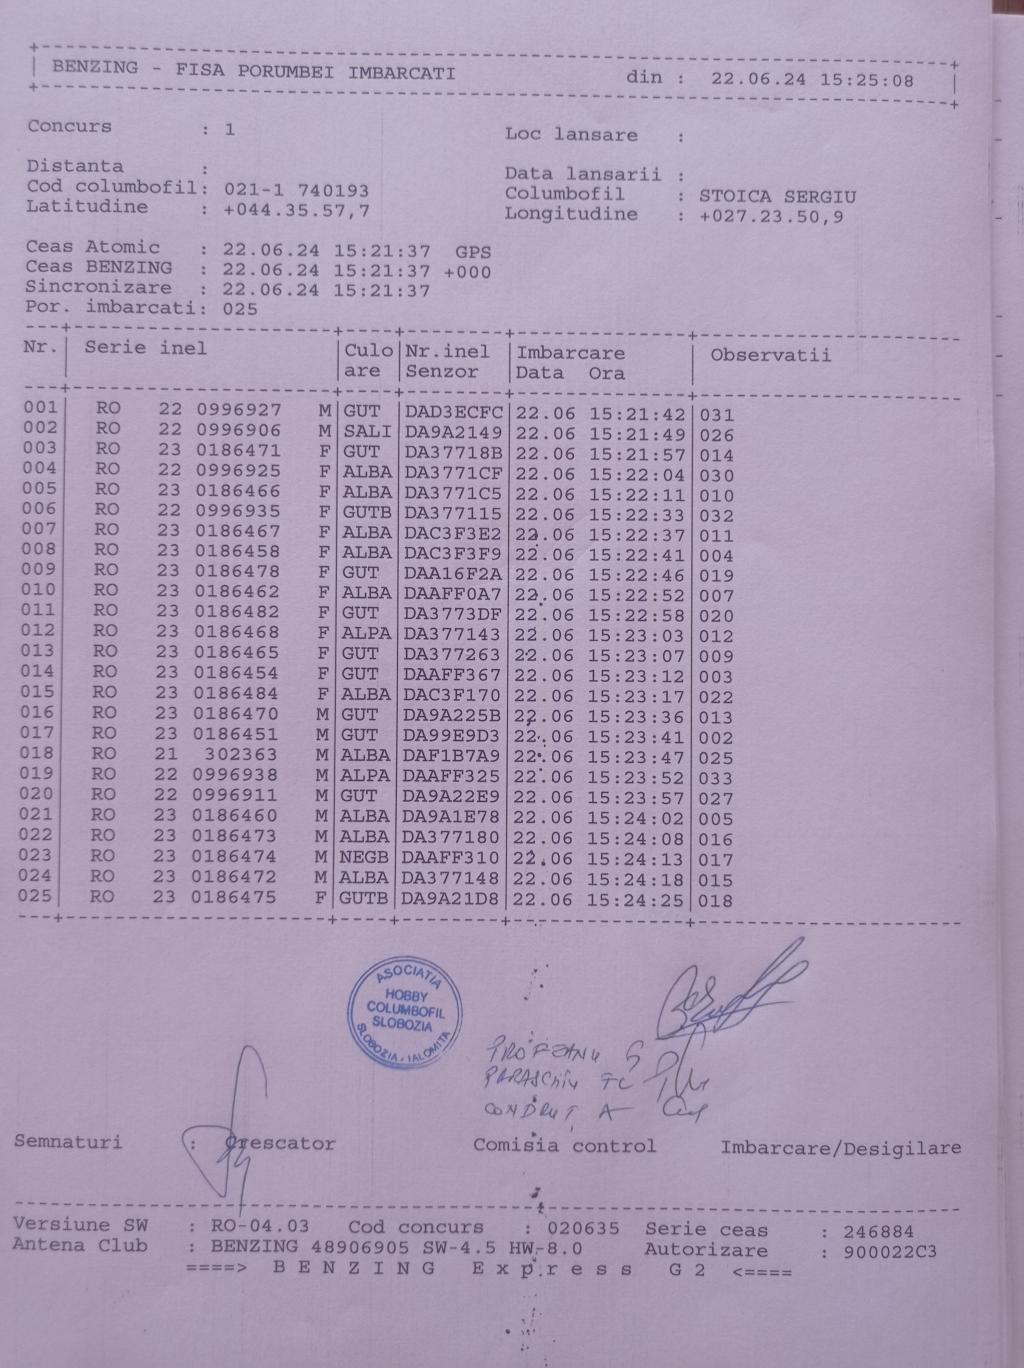 BENZING - FISA PORUMBEI IMBARCATI din : 22.06.24 15:25:08
Concurs : 1 Loc lansare :
Distanta : Data lansarii :
Cod columbofil: 021-1 740193 Columbofil : STOICA SERGIU
Latitudine : +044.35.57,7 Longitudine : +027.23.50,9
Ceas Atomic : 22.06.24 15:21:37 GPS
Ceas BENZING : 22.06.24 15:21:37 +000
Sincronizare : 22.06.24 15:21:37
Por. imbarcati: 025
Nr. Serie inel Culo Nr.inel Imbarcare Observatii
are Senzor Data Ora
001 RO 22 0996927 M GUT DAD3ECFC 22.06 15:21:42 031
002 RO 22 0996906 M SALI DA9A2149 22.06 15:21:49 026
003 RO 23 0186471 F GUT DA37718B 22.06 15:21:57 014
004 RO 22 0996925 F ALBA DA3771CF 22.06 15:22:04 030
005 RO 23 0186466 F ALBA DA3771C5 22.06 15:22:11 010
006 RO 22 0996935 F GUTB DA377115 22.06 15:22:33 032
007 RO 23 0186467 F ALBA DAC3F3E2 22.06 15:22:37 011
008 RO 23 0186458 F ALBA DAC3F3F9 22.06 15:22:41 004
009 RO 23 0186478 F GUT DAA16F2A 22.06 15:22:46 019
010 RO 23 0186462 F ALBA DAAFF0A7 22.06 15:22:52 007
011 RO 23 0186482 F GUT DA3773DF 22.06 15:22:58 020
012 RO 23 0186468 F ALPA DA377143 22.06 15:23:03 012
013 RO 23 0186465 F GUT DA377263 22.06 15:23:07 009
014 RO 23 0186454 F GUT DAAFF367 22.06 15:23:12 003
015 RO 23 0186484 F ALBA DAC3F170 22.06 15:23:17 022
016 RO 23 0186470 M GUT DA9A225B 22.06 15:23:36 013
017 RO 23 0186451 M GUT DA99E9D3 22.06 15:23:41 002
018 RO 21 302363 M ALBA DAF1B7A9 22.06 15:23:47 025
019 RO 22 0996938 M ALPA DAAFF325 22.06 15:23:52 033
020 RO 22 0996911 M GUT DA9A22E9 22.06 15:23:57 027
021 RO 23 0186460 M ALBA DA9A1E78 22.06 15:24:02 005
022 RO 23 0186473 M ALBA DA377180 22.06 15:24:08 016
023 RO 23 0186474 M NEGB DAAFF310 22.06 15:24:13 017
024 RO 23 0186472 M ALBA DA377148 22.06 15:24:18 015
025 RO 23 0186475 F GUTB DA9A21D8 22.06 15:24:25 018
ASOCIATIA
HOBBY
COLUMBOFIL
SLOBOZIA
SLOBOZIA - IALOMITA
PARASCHIV
CONDRUT A
Semnaturi : Crescator Comisia control Imbarcare/Desigilare
Versiune SW : RO-04.03 Cod concurs : 020635 Serie ceas : 246884
Antena Club : BENZING 48906905 SW-4.5 HW-8.0 Autorizare : 900022C3
====> B E N Z I N G E x p r e s s G 2 <====